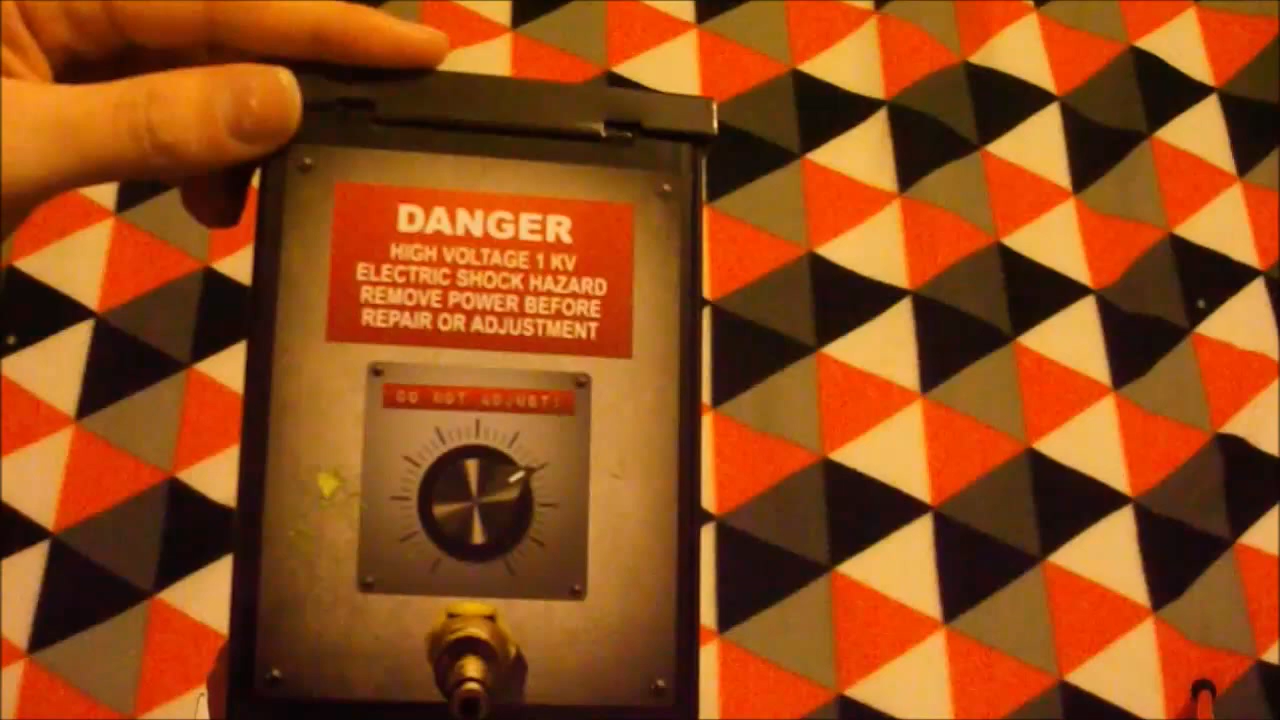 DANGER
HIGH VOLTAGE 1 KV
ELECTRIC SHOCK HAZARD
REMOVE POWER BEFORE
REPAIR OR ADJUSTMENT
DO NOT ADJUST!